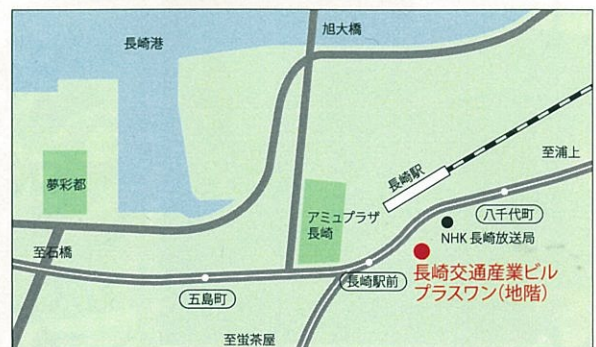 旭大橋
長崎港
至浦上
長崎駅
夢彩都
八千代町
アミュプラザ
長崎
NHK 長崎放送局
至石橋
長崎交通産業ビル
プラスワン(地階)
長崎駅前
五島町
至蛍茶屋